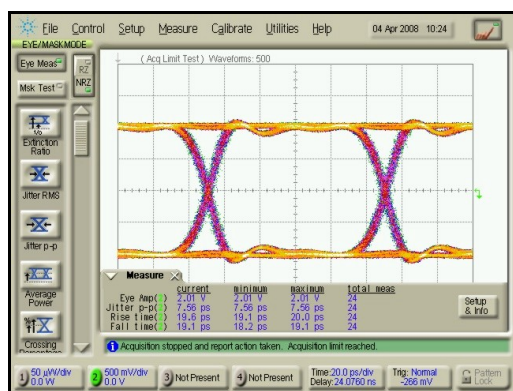 File Control Setup Measure Calibrate Utilities Help 04 Apr 2008 10:24
EYE/MASK MODE
Eye Meas
RZ
NRZ
Msk Test
( Acq Limit Test ) Waveforms: 500
Extinction
Ratio
Jitter RMS
Jitter p-p
Average
Power
Crossing
Measure
current minimum maximum total meas
Eye Amp(2) 2.01 V 2.01 V 2.01 V 24
Jitter p-p(2) 7.56 ps 7.56 ps 7.56 ps 24
Rise time(2) 19.6 ps 19.1 ps 20.0 ps 24
Fall time(2) 19.1 ps 18.2 ps 19.1 ps 24
Setup
& Info
Acquisition stopped and report action taken. Acquisition limit reached.
1) 50 µW/div
0.0 W
2) 500 mV/div
0.0 V
3) Not Present
4) Not Present
Time:20.0 ps/div
Delay:24.0760 ns
Trig: Normal
-266 mV
Pattern
Lock